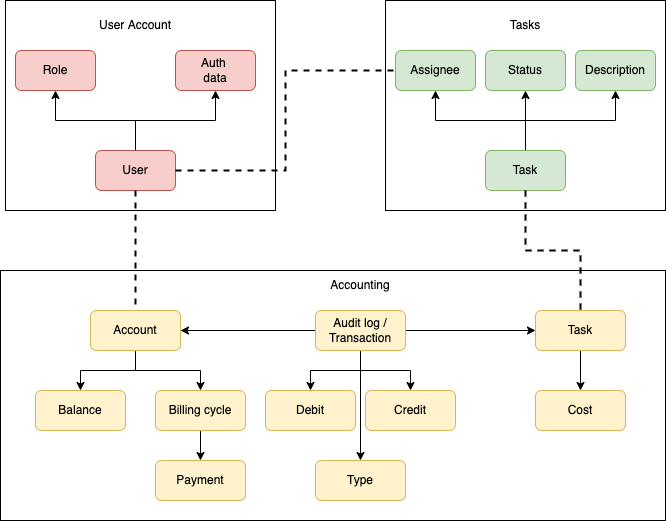 User Account
Tasks
Role
Auth
data
Assignee
Status
Description
User
Task
Accounting
Account
Audit log /
Transaction
Task
Balance
Billing cycle
Debit
Credit
Cost
Payment
Type